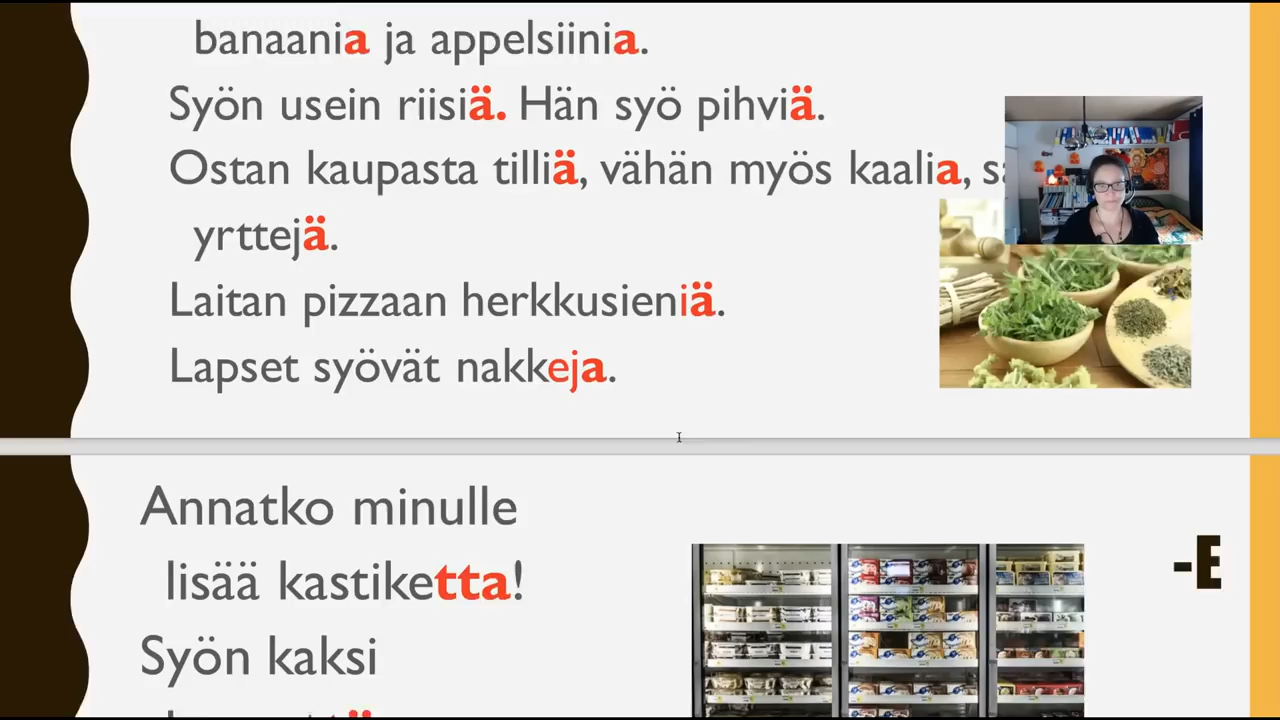 banaania ja appelsiinia.
Syön usein riisiä. Hän syö pihviä.
Ostan kaupasta tilliä, vähän myös kaalia,
yrttejä.
Laitan pizzaan herkkusieniä.
Lapset syövät nakkeja.
Annatko minulle
lisää kastiketta!
Syön kaksi
-E